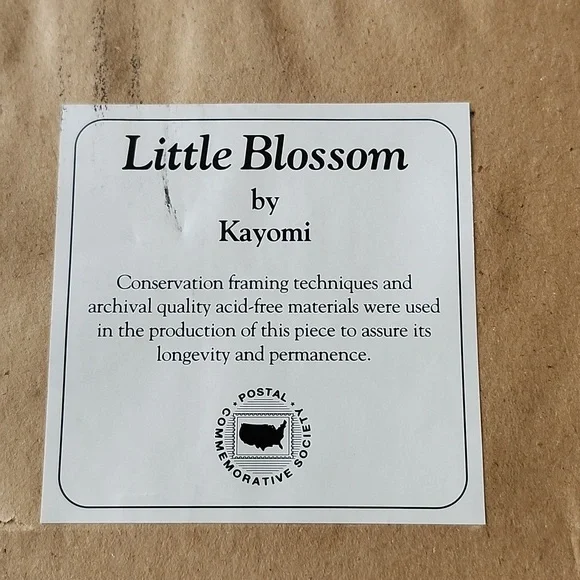 Little Blossom
by
Kayomi
Conservation framing techniques and
archival quality acid-free materials were used
in the production of this piece to assure its
longevity and permanence.
POSTAL
COMMEMORATIVE SOCIETY